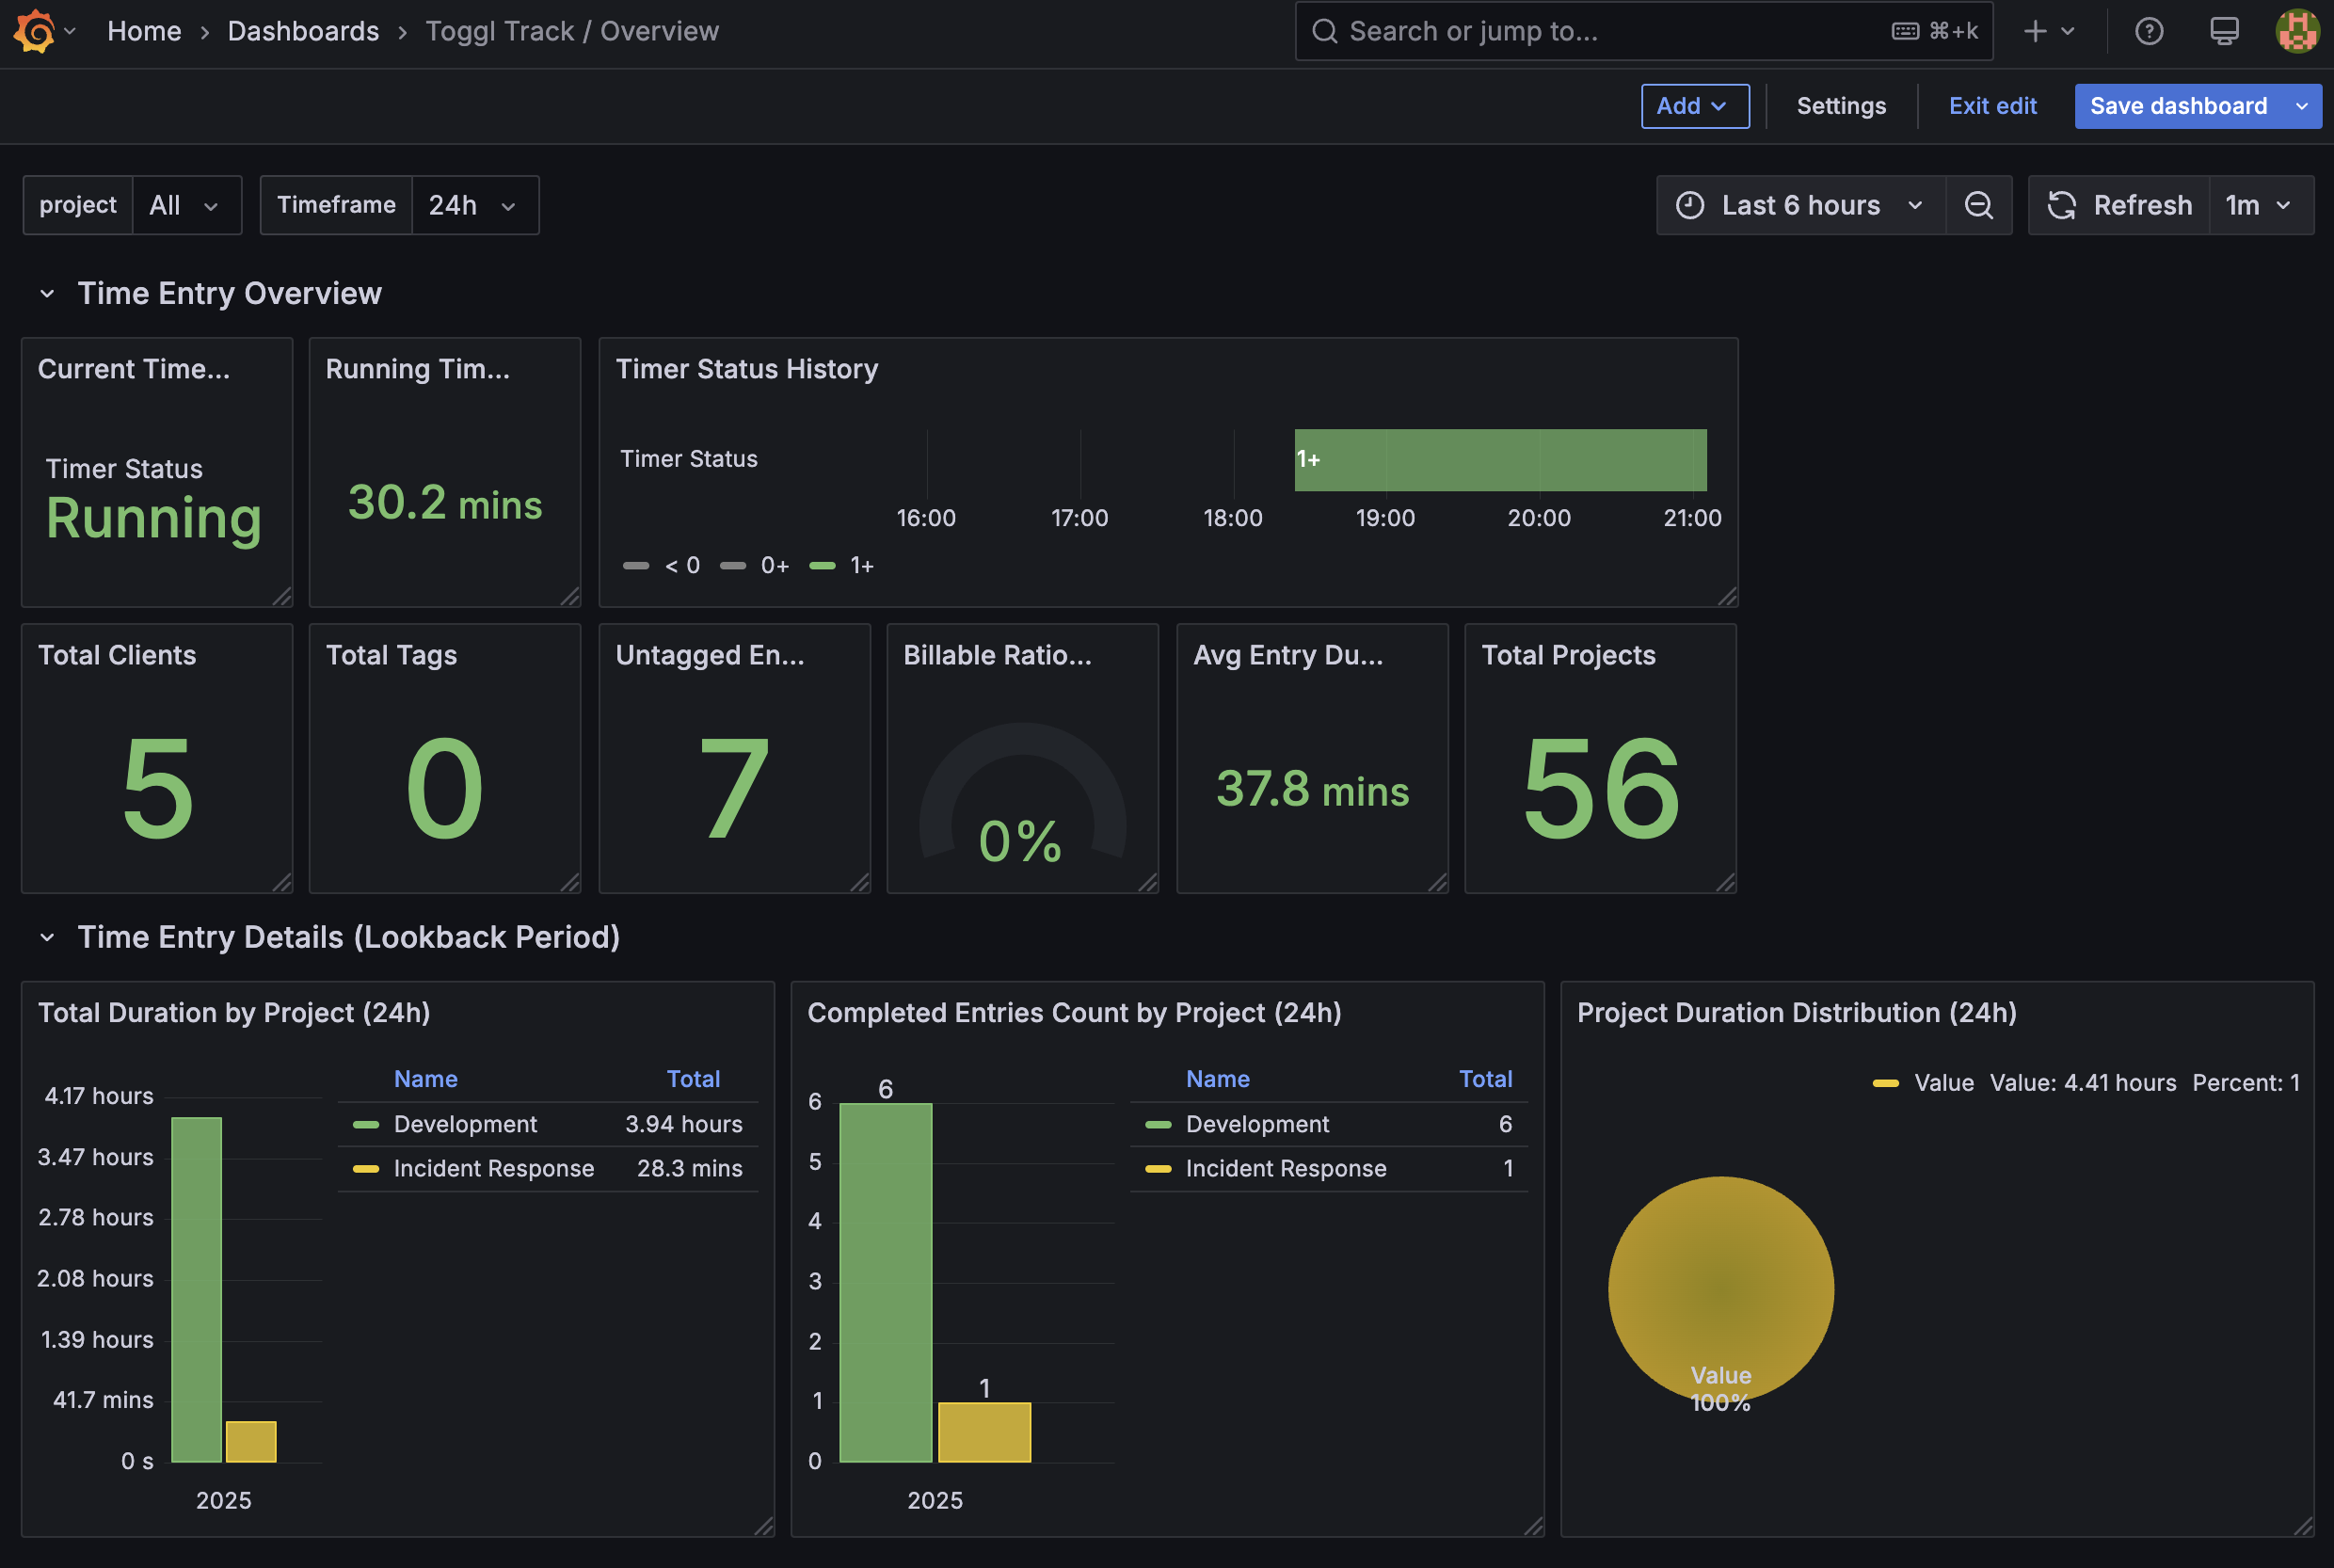 Home › Dashboards › Toggl Track / Overview
Search or jump to...
⌘+k
Add
Settings
Exit edit
Save dashboard
project
All
Timeframe
24h
Last 6 hours
Refresh
1m
Time Entry Overview
Current Time...
Timer Status
Running
Running Tim...
30.2 mins
Timer Status History
Timer Status
1+
16:00 17:00 18:00 19:00 20:00 21:00
< 0 0+ 1+
Total Clients
5
Total Tags
0
Untagged En...
7
Billable Ratio...
0%
Avg Entry Du...
37.8 mins
Total Projects
56
Time Entry Details (Lookback Period)
Total Duration by Project (24h)
4.17 hours
3.47 hours
2.78 hours
2.08 hours
1.39 hours
41.7 mins
0 s
2025
Name Total
Development 3.94 hours
Incident Response 28.3 mins
Completed Entries Count by Project (24h)
6
5
4
3
2
1
0
6
1
2025
Name Total
Development 6
Incident Response 1
Project Duration Distribution (24h)
Value Value: 4.41 hours Percent: 1
Value
100%